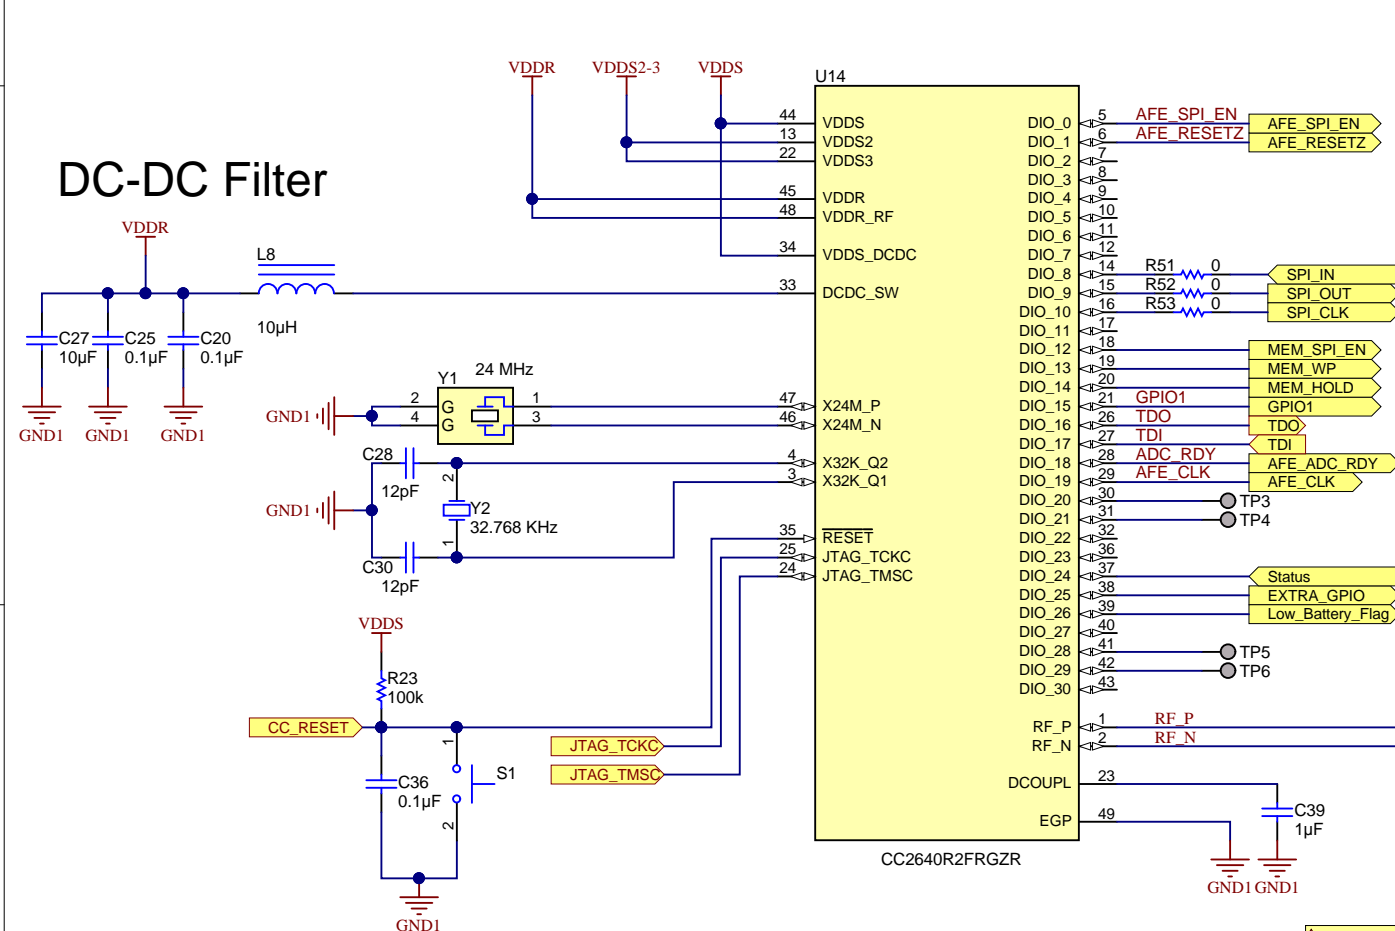 DC-DC Filter
VDDR
L8
10µH
C27
10µF
C25
0.1µF
C20
0.1µF
GND1
GND1
GND1
VDDR
VDDS2-3
VDDS
24 MHz
Y1
2 G
4 G
1
3
GND1
C28
12pF
GND1
2
Y2
32.768 KHz
1
C30
12pF
VDDS
R23
100k
CC_RESET
C36
0.1µF
1
S1
2
GND1
JTAG_TCKC
JTAG_TMSC
U14
44 VDDS
13 VDDS2
22 VDDS3
45 VDDR
48 VDDR_RF
34 VDDS_DCDC
33 DCDC_SW
47 X24M_P
46 X24M_N
4 X32K_Q2
3 X32K_Q1
35 RESET
25 JTAG_TCKC
24 JTAG_TMSC
DIO_0 5 AFE_SPI_EN AFE_SPI_EN
DIO_1 6 AFE_RESETZ AFE_RESETZ
DIO_2 7
DIO_3 8
DIO_4 9
DIO_5 10
DIO_6 11
DIO_7 12
DIO_8 14 R51 0 SPI_IN
DIO_9 15 R52 0 SPI_OUT
DIO_10 16 R53 0 SPI_CLK
DIO_11 17
DIO_12 18 MEM_SPI_EN
DIO_13 19 MEM_WP
DIO_14 20 MEM_HOLD
DIO_15 21 GPIO1 GPIO1
DIO_16 26 TDO TDO
DIO_17 27 TDI TDI
DIO_18 28 ADC_RDY AFE_ADC_RDY
DIO_19 29 AFE_CLK AFE_CLK
DIO_20 30 TP3
DIO_21 31 TP4
DIO_22 32
DIO_23 36
DIO_24 37 Status
DIO_25 38 EXTRA_GPIO
DIO_26 39 Low_Battery_Flag
DIO_27 40
DIO_28 41 TP5
DIO_29 42 TP6
DIO_30 43
RF_P 1 RF_P
RF_N 2 RF_N
DCOUPL 23
EGP 49
C39
1µF
GND1
GND1
CC2640R2FRGZR